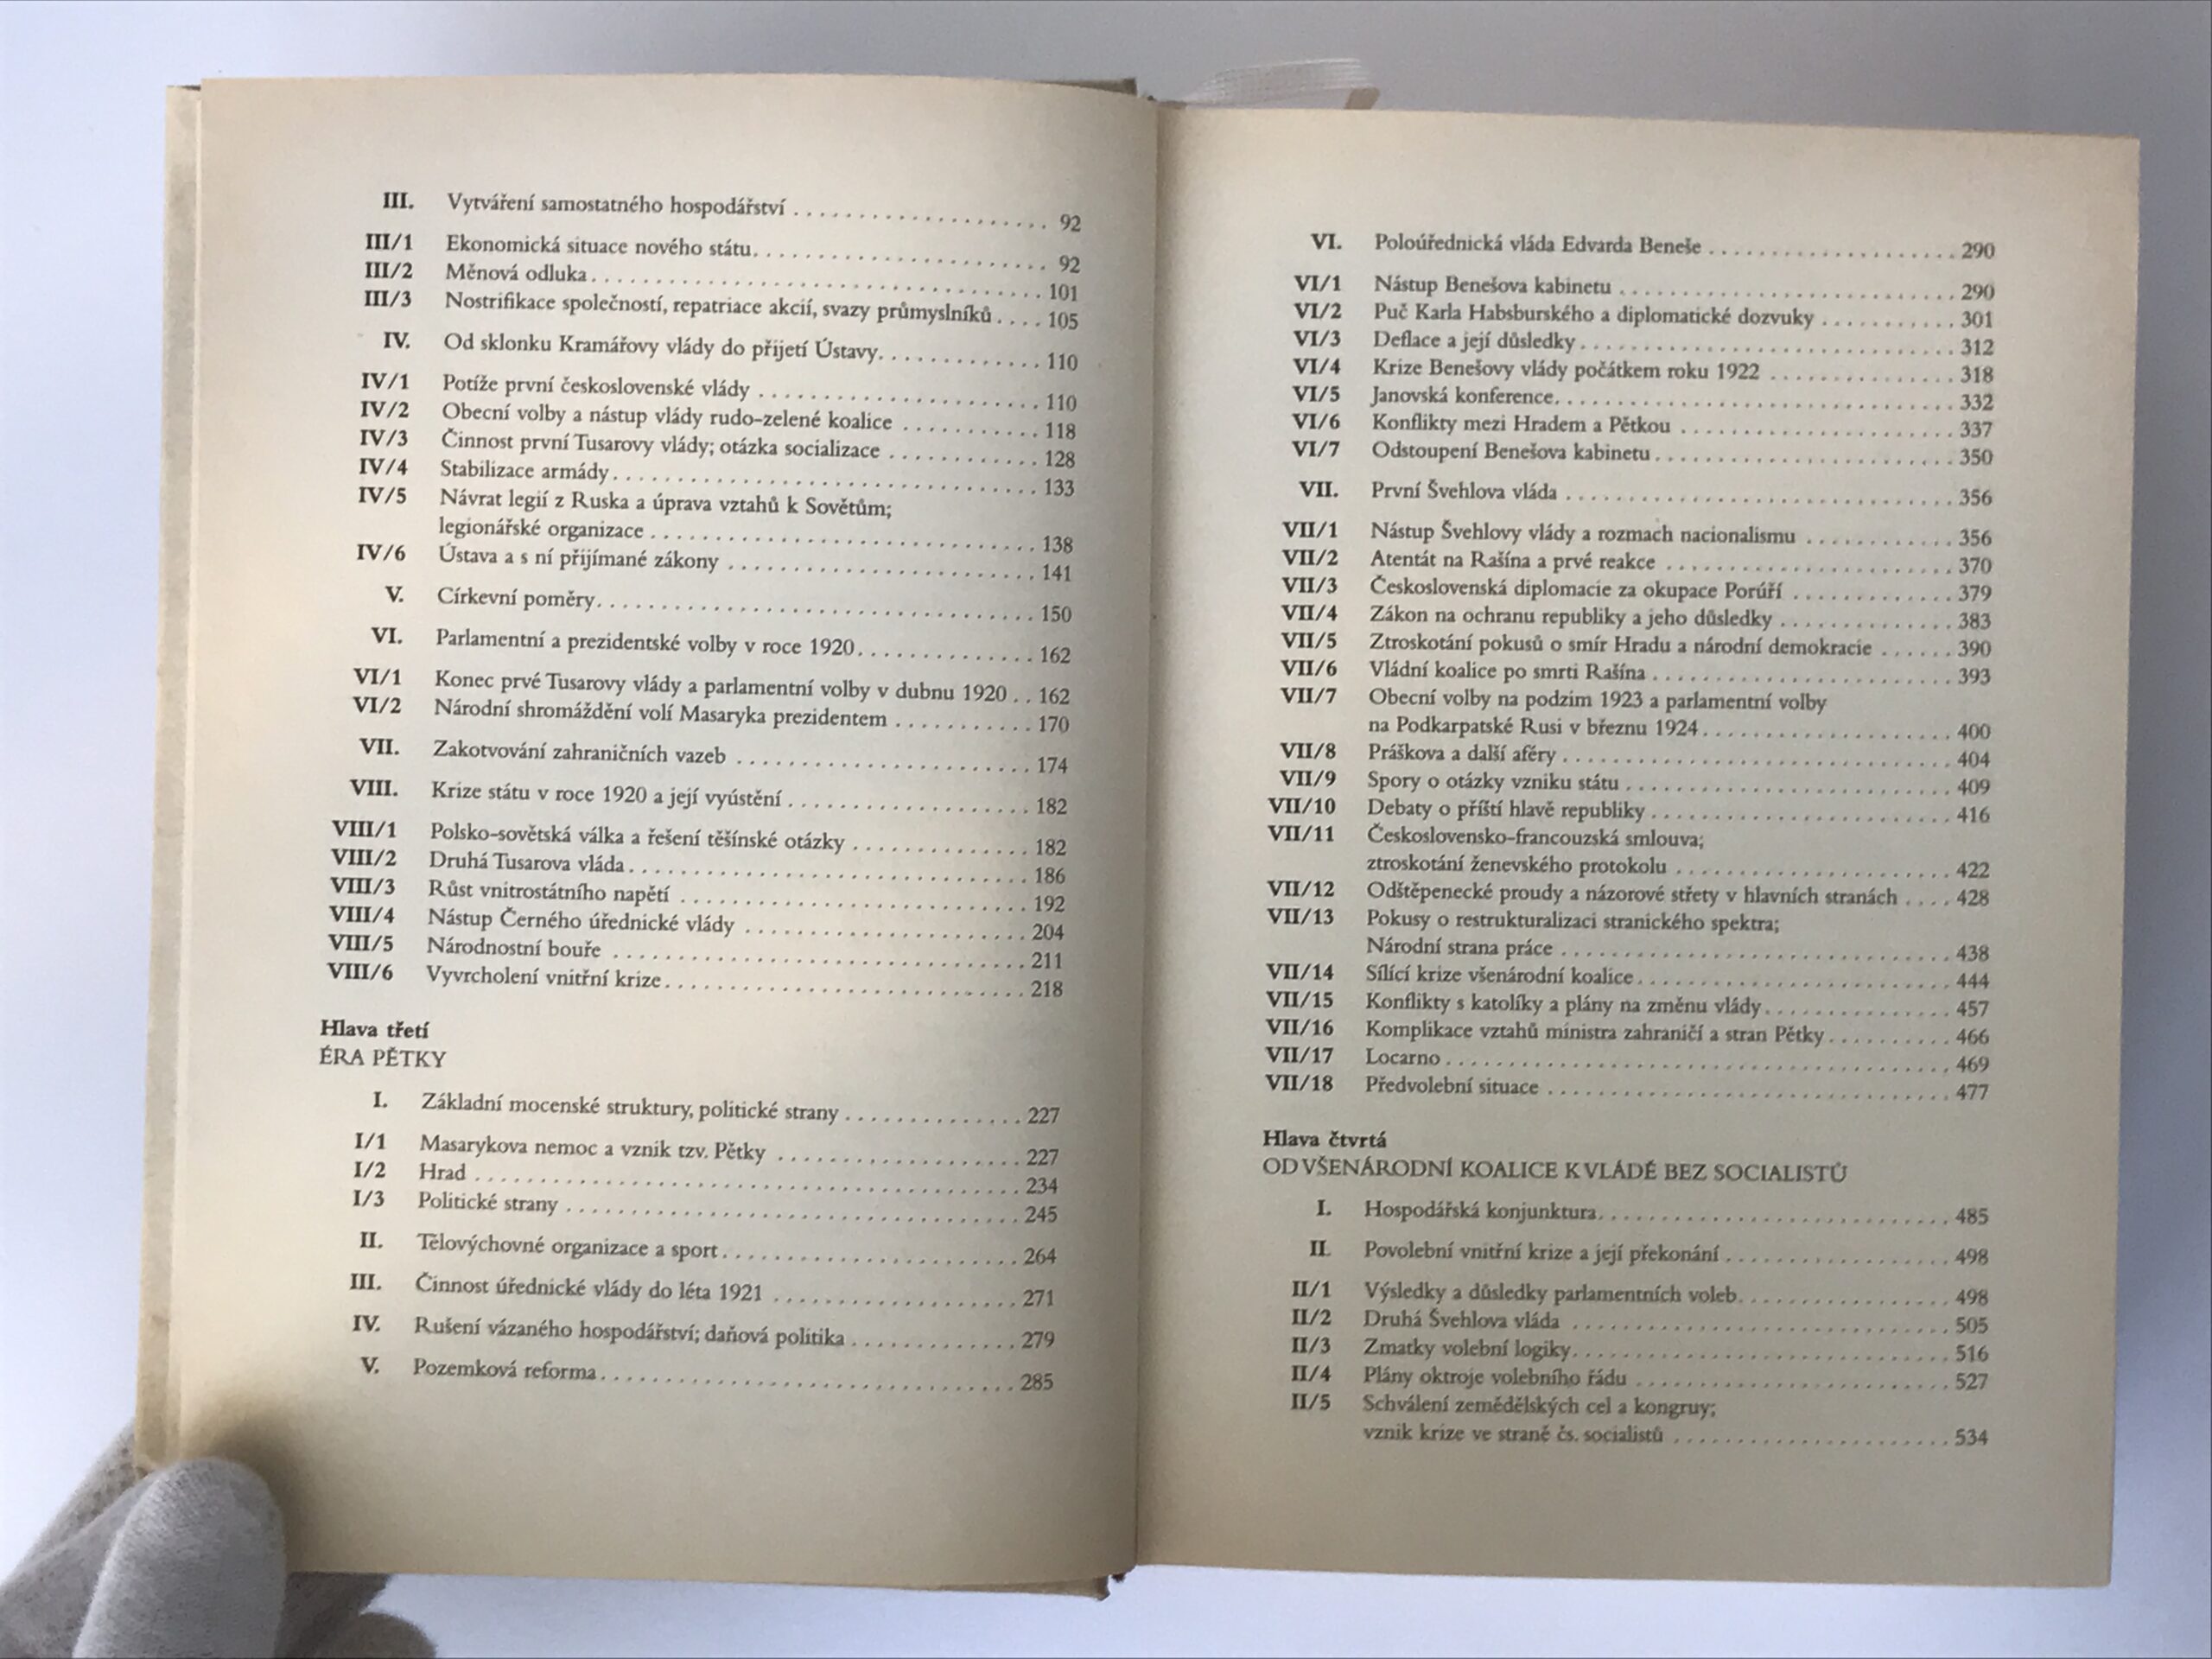 III. Vytváření samostatného hospodářství . . . . . . . . . . . . . . . . . . . . 92
III/1 Ekonomická situace nového státu. . . . . . . . . . . . . . . . . . . . . . . 92
III/2 Měnová odluka . . . . . . . . . . . . . . . . . . . . . . . . . . . . . . . . . . . 101
III/3 Nostrifikace společností, repatriace akcií, svazy průmyslníků . . . . 105
IV. Od sklonku Kramářovy vlády do přijetí Ústavy. . . . . . . . . . . . . 110
IV/1 Potíže první československé vlády . . . . . . . . . . . . . . . . . . . . . . 110
IV/2 Obecní volby a nástup vlády rudo-zelené koalice . . . . . . . . . . . 118
IV/3 Činnost první Tusarovy vlády; otázka socializace . . . . . . . . . . . . 128
IV/4 Stabilizace armády . . . . . . . . . . . . . . . . . . . . . . . . . . . . . . . . . 133
IV/5 Návrat legií z Ruska a úprava vztahů k Sovětům;
legionářské organizace . . . . . . . . . . . . . . . . . . . . . . . . . . . . . . 138
IV/6 Ústava a s ní přijímané zákony . . . . . . . . . . . . . . . . . . . . . . . . 141
V. Církevní poměry. . . . . . . . . . . . . . . . . . . . . . . . . . . . . . . . . . 150
VI. Parlamentní a prezidentské volby v roce 1920. . . . . . . . . . . . . . 162
VI/1 Konec prvé Tusarovy vlády a parlamentní volby v dubnu 1920 . . 162
VI/2 Národní shromáždění volí Masaryka prezidentem . . . . . . . . . . . 170
VII. Zakotvování zahraničních vazeb . . . . . . . . . . . . . . . . . . . . . . . 174
VIII. Krize státu v roce 1920 a její vyústění . . . . . . . . . . . . . . . . . . . 182
VIII/1 Polsko-sovětská válka a řešení těšínské otázky . . . . . . . . . . . . . . 182
VIII/2 Druhá Tusarova vláda . . . . . . . . . . . . . . . . . . . . . . . . . . . . . . . 186
VIII/3 Růst vnitrostátního napětí . . . . . . . . . . . . . . . . . . . . . . . . . . . 192
VIII/4 Nástup Černého úřednické vlády . . . . . . . . . . . . . . . . . . . . . . 204
VIII/5 Národnostní bouře . . . . . . . . . . . . . . . . . . . . . . . . . . . . . . . . 211
VIII/6 Vyvrcholení vnitřní krize . . . . . . . . . . . . . . . . . . . . . . . . . . . . 218
Hlava třetí
ÉRA PĚTKY
I. Základní mocenské struktury, politické strany . . . . . . . . . . . . . . 227
I/1 Masarykova nemoc a vznik tzv. Pětky . . . . . . . . . . . . . . . . . . . 227
I/2 Hrad . . . . . . . . . . . . . . . . . . . . . . . . . . . . . . . . . . . . . . . . . . 234
I/3 Politické strany . . . . . . . . . . . . . . . . . . . . . . . . . . . . . . . . . . . 245
II. Tělovýchovné organizace a sport . . . . . . . . . . . . . . . . . . . . . . . 264
III. Činnost úřednické vlády do léta 1921 . . . . . . . . . . . . . . . . . . . 271
IV. Rušení vázaného hospodářství; daňová politika . . . . . . . . . . . . . 279
V. Pozemková reforma . . . . . . . . . . . . . . . . . . . . . . . . . . . . . . . . 285
VI. Poloúřednická vláda Edvarda Beneše . . . . . . . . . . . . . . . . . . . . 290
VI/1 Nástup Benešova kabinetu . . . . . . . . . . . . . . . . . . . . . . . . . . . 290
VI/2 Puč Karla Habsburského a diplomatické dozvuky . . . . . . . . . . . 301
VI/3 Deflace a její důsledky . . . . . . . . . . . . . . . . . . . . . . . . . . . . . . 312
VI/4 Krize Benešovy vlády počátkem roku 1922 . . . . . . . . . . . . . . . 318
VI/5 Janovská konference. . . . . . . . . . . . . . . . . . . . . . . . . . . . . . . . 332
VI/6 Konflikty mezi Hradem a Pětkou . . . . . . . . . . . . . . . . . . . . . . 337
VI/7 Odstoupení Benešova kabinetu . . . . . . . . . . . . . . . . . . . . . . . . 350
VII. První Švehlova vláda . . . . . . . . . . . . . . . . . . . . . . . . . . . . . . . 356
VII/1 Nástup Švehlovy vlády a rozmach nacionalismu . . . . . . . . . . . . 356
VII/2 Atentát na Rašína a prvé reakce . . . . . . . . . . . . . . . . . . . . . . . 370
VII/3 Československá diplomacie za okupace Porúří . . . . . . . . . . . . . 379
VII/4 Zákon na ochranu republiky a jeho důsledky . . . . . . . . . . . . . . 383
VII/5 Ztroskotání pokusů o smír Hradu a národní demokracie . . . . . . 390
VII/6 Vládní koalice po smrti Rašína . . . . . . . . . . . . . . . . . . . . . . . . 393
VII/7 Obecní volby na podzim 1923 a parlamentní volby
na Podkarpatské Rusi v březnu 1924 . . . . . . . . . . . . . . . . . . . . 400
VII/8 Práškova a další aféry . . . . . . . . . . . . . . . . . . . . . . . . . . . . . . . 404
VII/9 Spory o otázky vzniku státu . . . . . . . . . . . . . . . . . . . . . . . . . . 409
VII/10 Debaty o příští hlavě republiky . . . . . . . . . . . . . . . . . . . . . . . . 416
VII/11 Československo-francouzská smlouva;
ztroskotání ženevského protokolu . . . . . . . . . . . . . . . . . . . . . . 422
VII/12 Odštěpenecké proudy a názorové střety v hlavních stranách . . . . 428
VII/13 Pokusy o restrukturalizaci stranického spektra;
Národní strana práce . . . . . . . . . . . . . . . . . . . . . . . . . . . . . . . 438
VII/14 Sílící krize všenárodní koalice . . . . . . . . . . . . . . . . . . . . . . . . . 444
VII/15 Konflikty s katolíky a plány na změnu vlády. . . . . . . . . . . . . . . 457
VII/16 Komplikace vztahů ministra zahraničí a stran Pětky . . . . . . . . . . 466
VII/17 Locarno . . . . . . . . . . . . . . . . . . . . . . . . . . . . . . . . . . . . . . . . 469
VII/18 Předvolební situace . . . . . . . . . . . . . . . . . . . . . . . . . . . . . . . . 477
Hlava čtvrtá
OD VŠENÁRODNÍ KOALICE K VLÁDĚ BEZ SOCIALISTŮ
I. Hospodářská konjunktura. . . . . . . . . . . . . . . . . . . . . . . . . . . . 485
II. Povolební vnitřní krize a její překonání . . . . . . . . . . . . . . . . . . 498
II/1 Výsledky a důsledky parlamentních voleb. . . . . . . . . . . . . . . . . 498
II/2 Druhá Švehlova vláda . . . . . . . . . . . . . . . . . . . . . . . . . . . . . . 505
II/3 Zmatky volební logiky. . . . . . . . . . . . . . . . . . . . . . . . . . . . . . 516
II/4 Plány oktroje volebního řádu . . . . . . . . . . . . . . . . . . . . . . . . . 527
II/5 Schválení zemědělských cel a kongruy;
vznik krize ve straně čs. socialistů . . . . . . . . . . . . . . . . . . . . . . 534